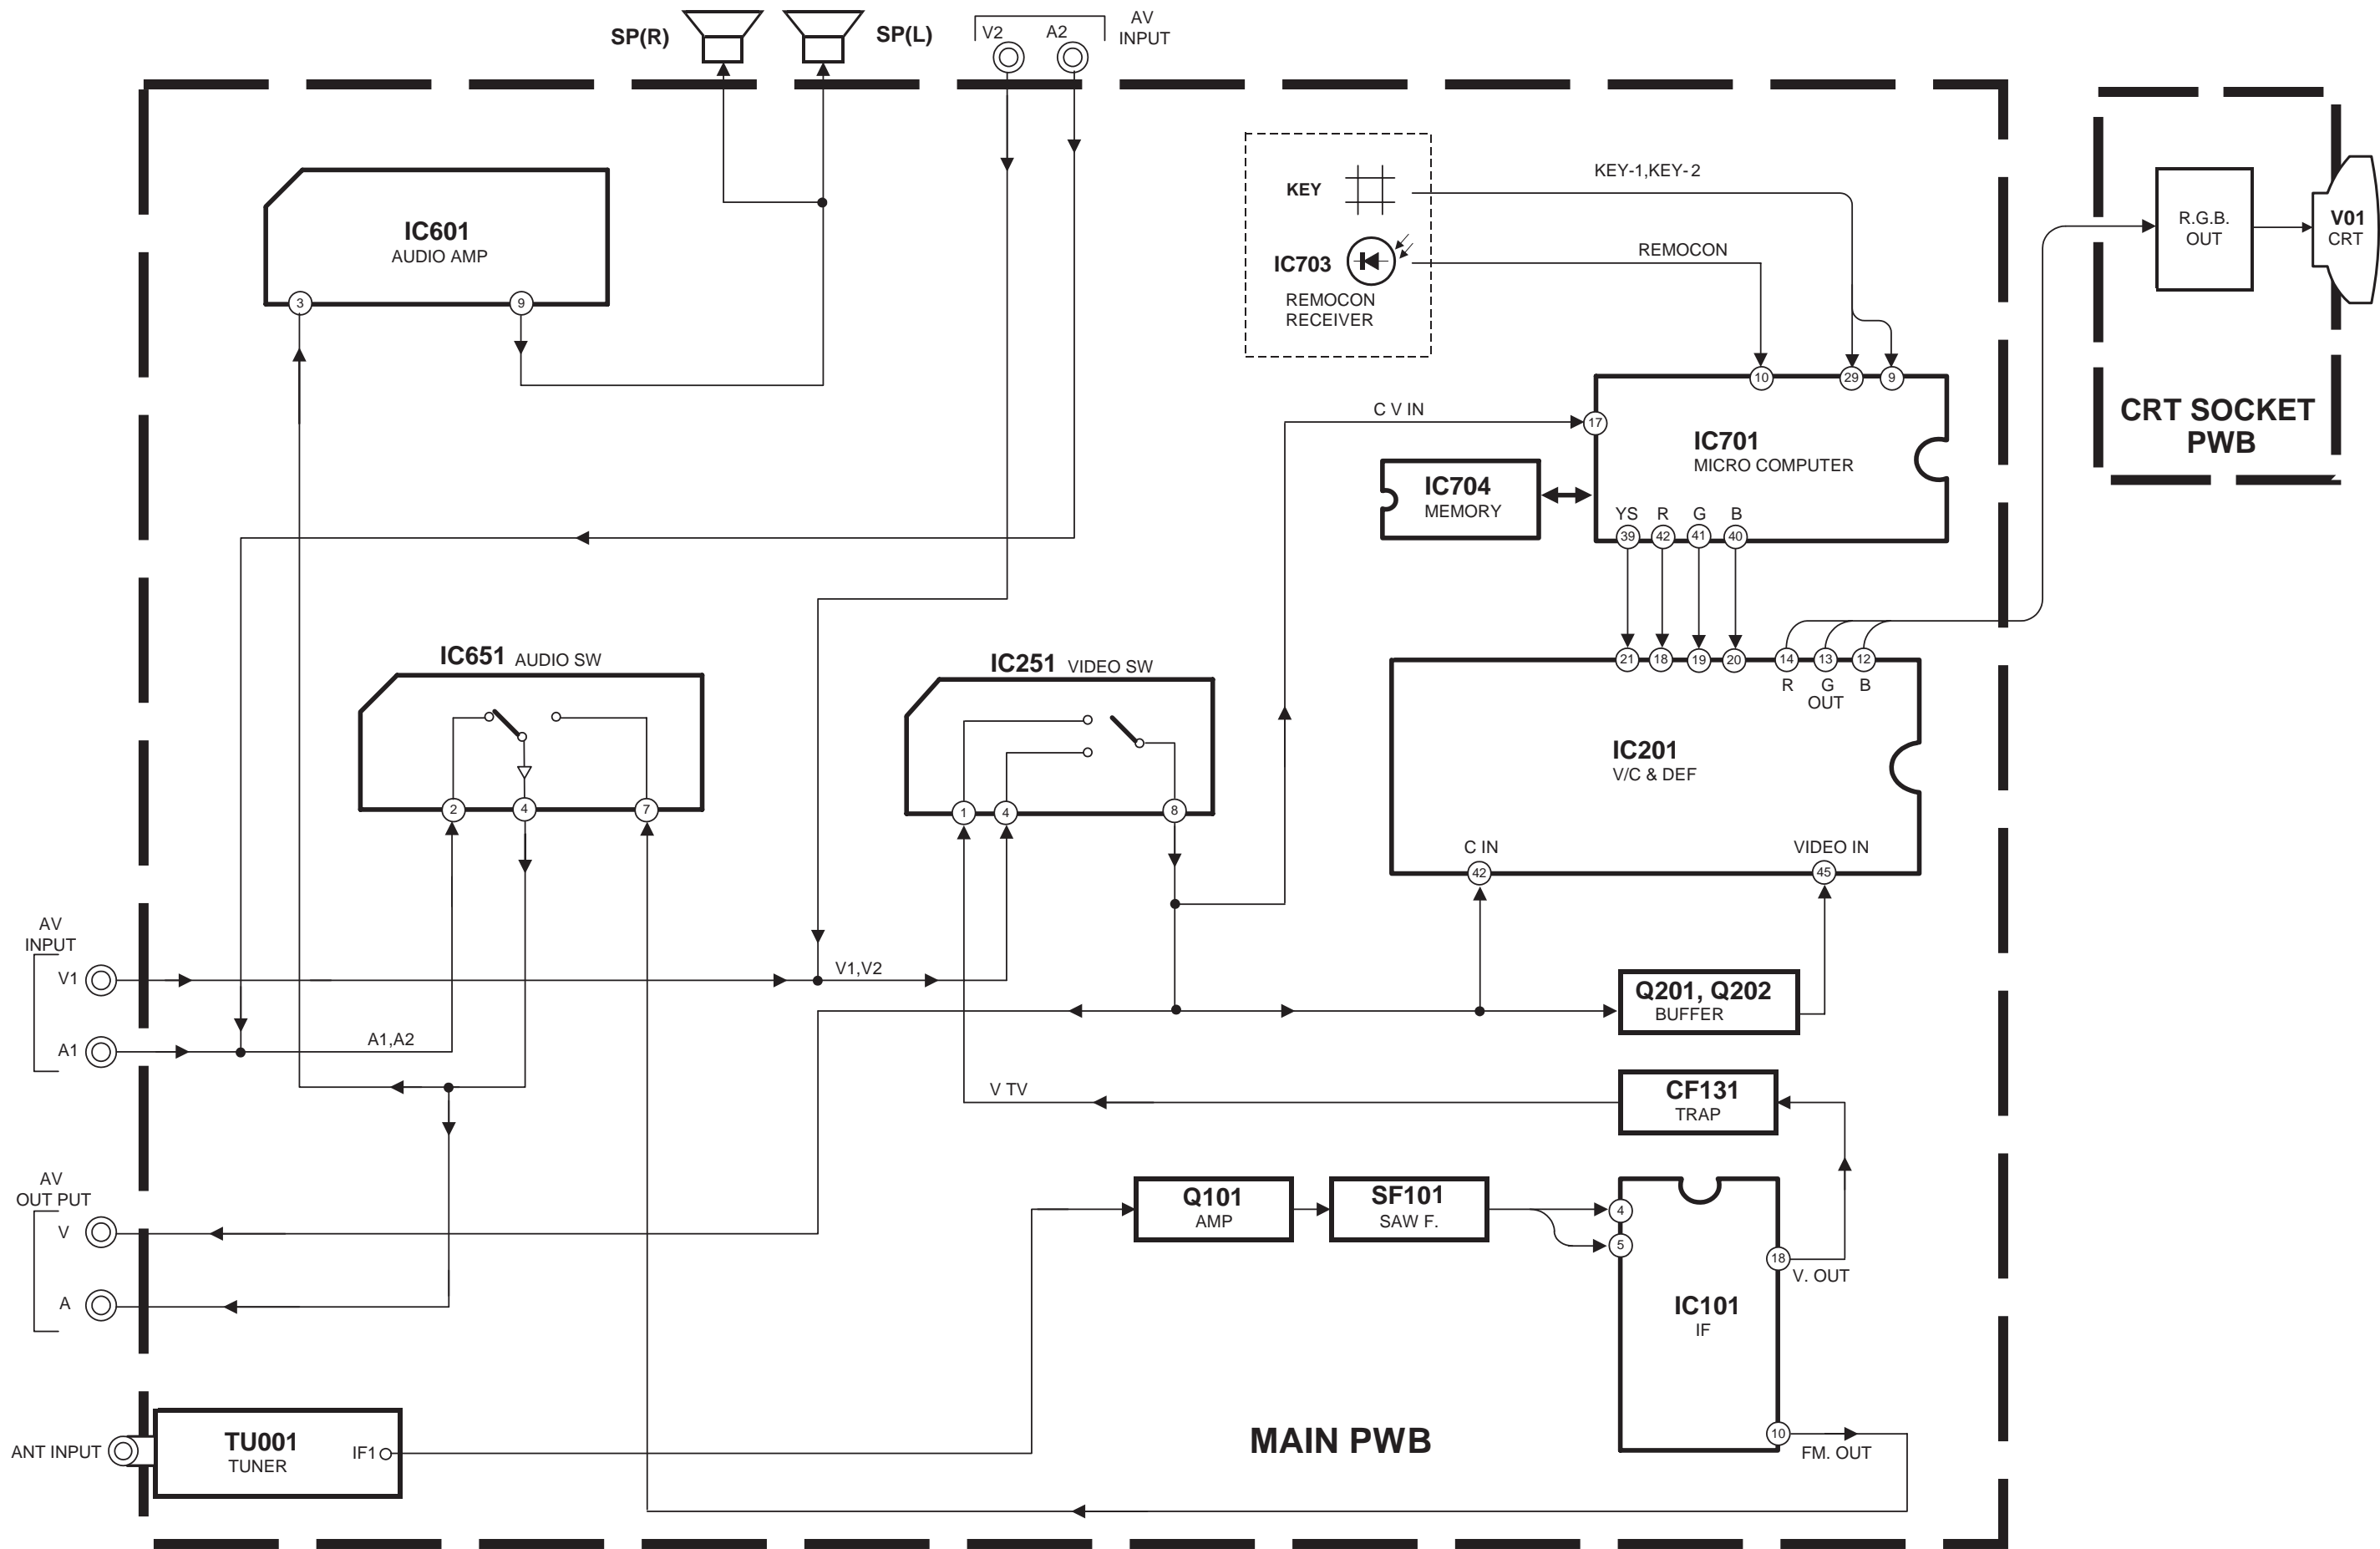 SP(R)
SP(L)
V2
A2
AV
INPUT
KEY
KEY-1,KEY-2
IC703
REMOCON
REMOCON
RECEIVER
IC601
AUDIO AMP
3
9
R.G.B.
OUT
V01
CRT
CRT SOCKET
PWB
C V IN
10
29
9
17
IC701
MICRO COMPUTER
IC704
MEMORY
YS
R
G
B
39
42
41
40
IC651 AUDIO SW
2
4
7
IC251 VIDEO SW
1
4
8
21
18
19
20
14
13
12
R
G
B
OUT
IC201
V/C & DEF
C IN
42
VIDEO IN
45
AV
INPUT
V1
V1,V2
A1
A1,A2
Q201, Q202
BUFFER
V TV
CF131
TRAP
AV
OUT PUT
V
A
Q101
AMP
SF101
SAW F.
4
5
18
V. OUT
IC101
IF
10
FM. OUT
ANT INPUT
TU001
TUNER
IF1
MAIN PWB